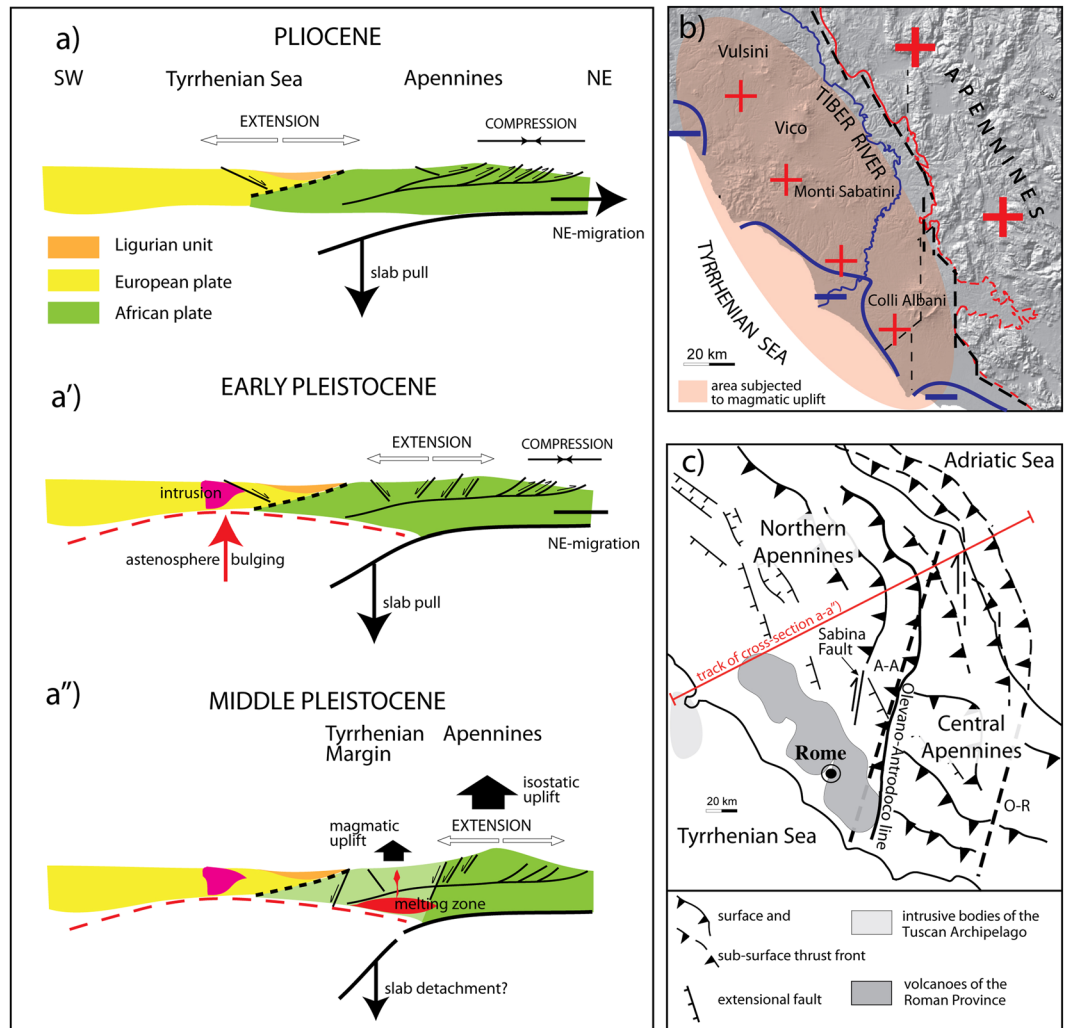 a)
PLIOCENE
SW
Tyrrhenian Sea
Apennines
NE
EXTENSION
COMPRESSION
NE-migration
slab pull
Ligurian unit
European plate
African plate
a')
EARLY PLEISTOCENE
EXTENSION
COMPRESSION
intrusion
NE-migration
astenosphere bulging
slab pull
a'')
MIDDLE PLEISTOCENE
Tyrrhenian
Margin
Apennines
isostatic
uplift
magmatic
uplift
EXTENSION
melting zone
slab detachment?
b)
Vulsini
APENNINES
TIBER RIVER
Vico
Monti Sabatini
TYRRHENIAN SEA
Colli Albani
20 km
area subjected
to magmatic uplift
c)
Adriatic Sea
Northern
Apennines
track of cross-section a-a'')
Sabina
Fault
A-A
Olevano-Antrodoco line
Central
Apennines
Rome
20 km
O-R
Tyrrhenian Sea
surface and
sub-surface thrust front
extensional fault
intrusive bodies of the
Tuscan Archipelago
volcanoes of the
Roman Province